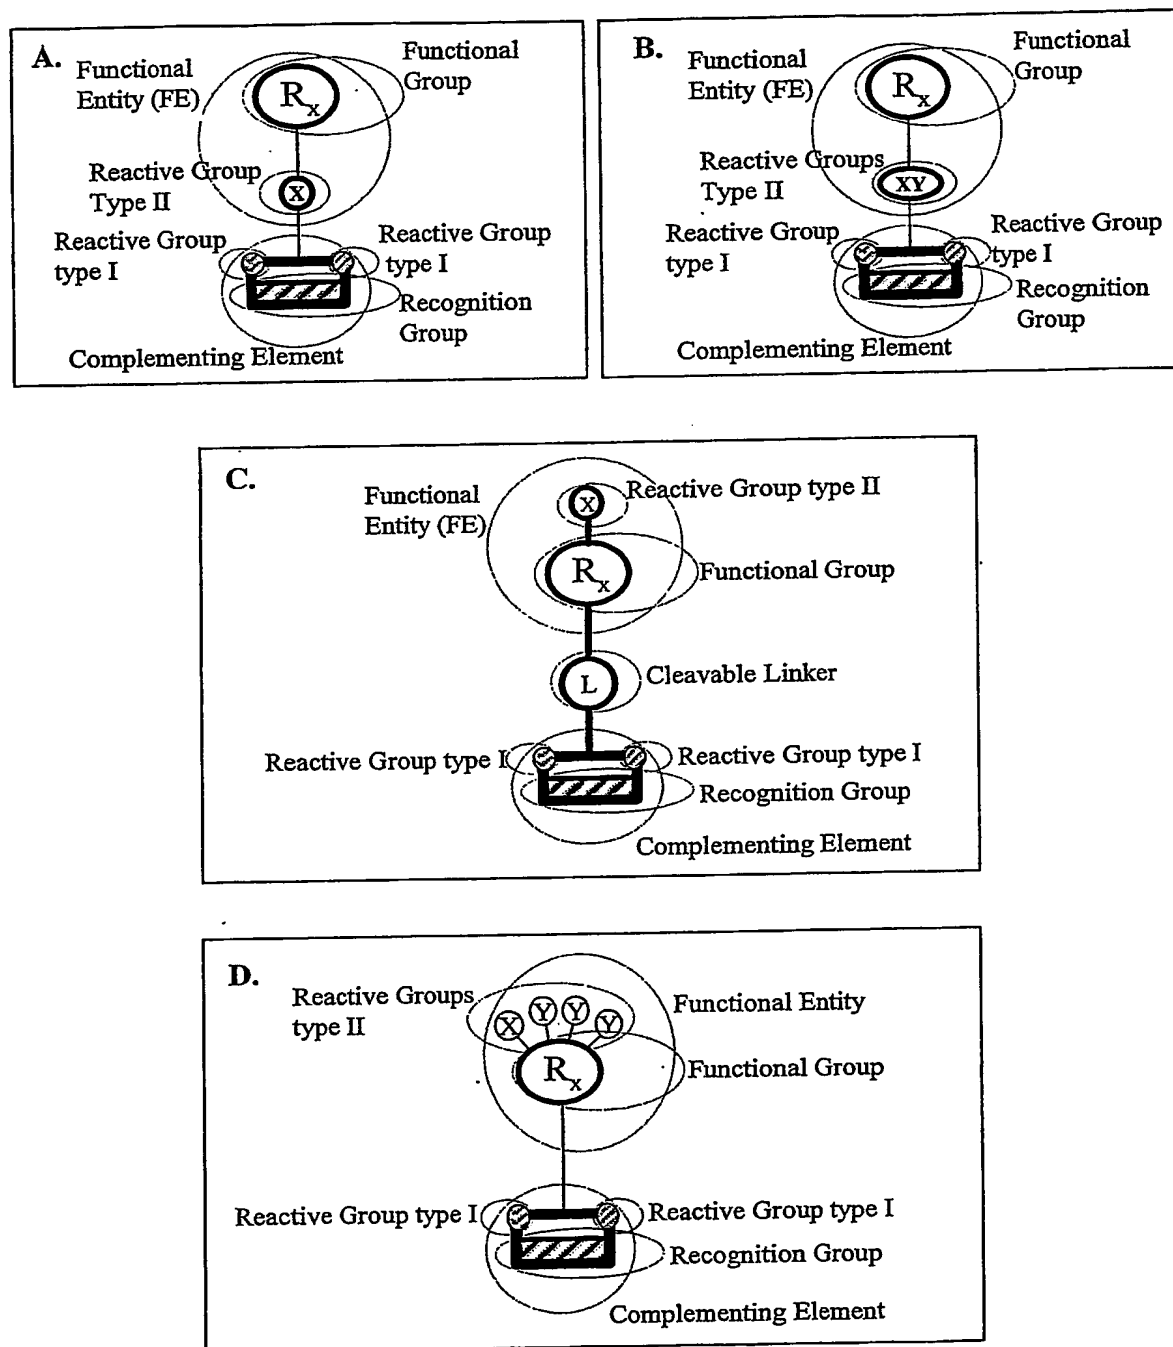 A.
Functional
Entity (FE)
Functional
Group
Rx
Reactive Group
Type II
X
Reactive Group
type I
Reactive Group
type I
Recognition
Group
Complementing Element
B.
Functional
Entity (FE)
Functional
Group
Rx
Reactive Groups
Type II
XY
Reactive Group
type I
Reactive Group
type I
Recognition
Group
Complementing Element
C.
Functional
Entity (FE)
X
Reactive Group type II
Rx
Functional Group
L
Cleavable Linker
Reactive Group type I
Reactive Group type I
Recognition Group
Complementing Element
D.
Reactive Groups
type II
X Y Y Y
Functional Entity
Rx
Functional Group
Reactive Group type I
Reactive Group type I
Recognition Group
Complementing Element